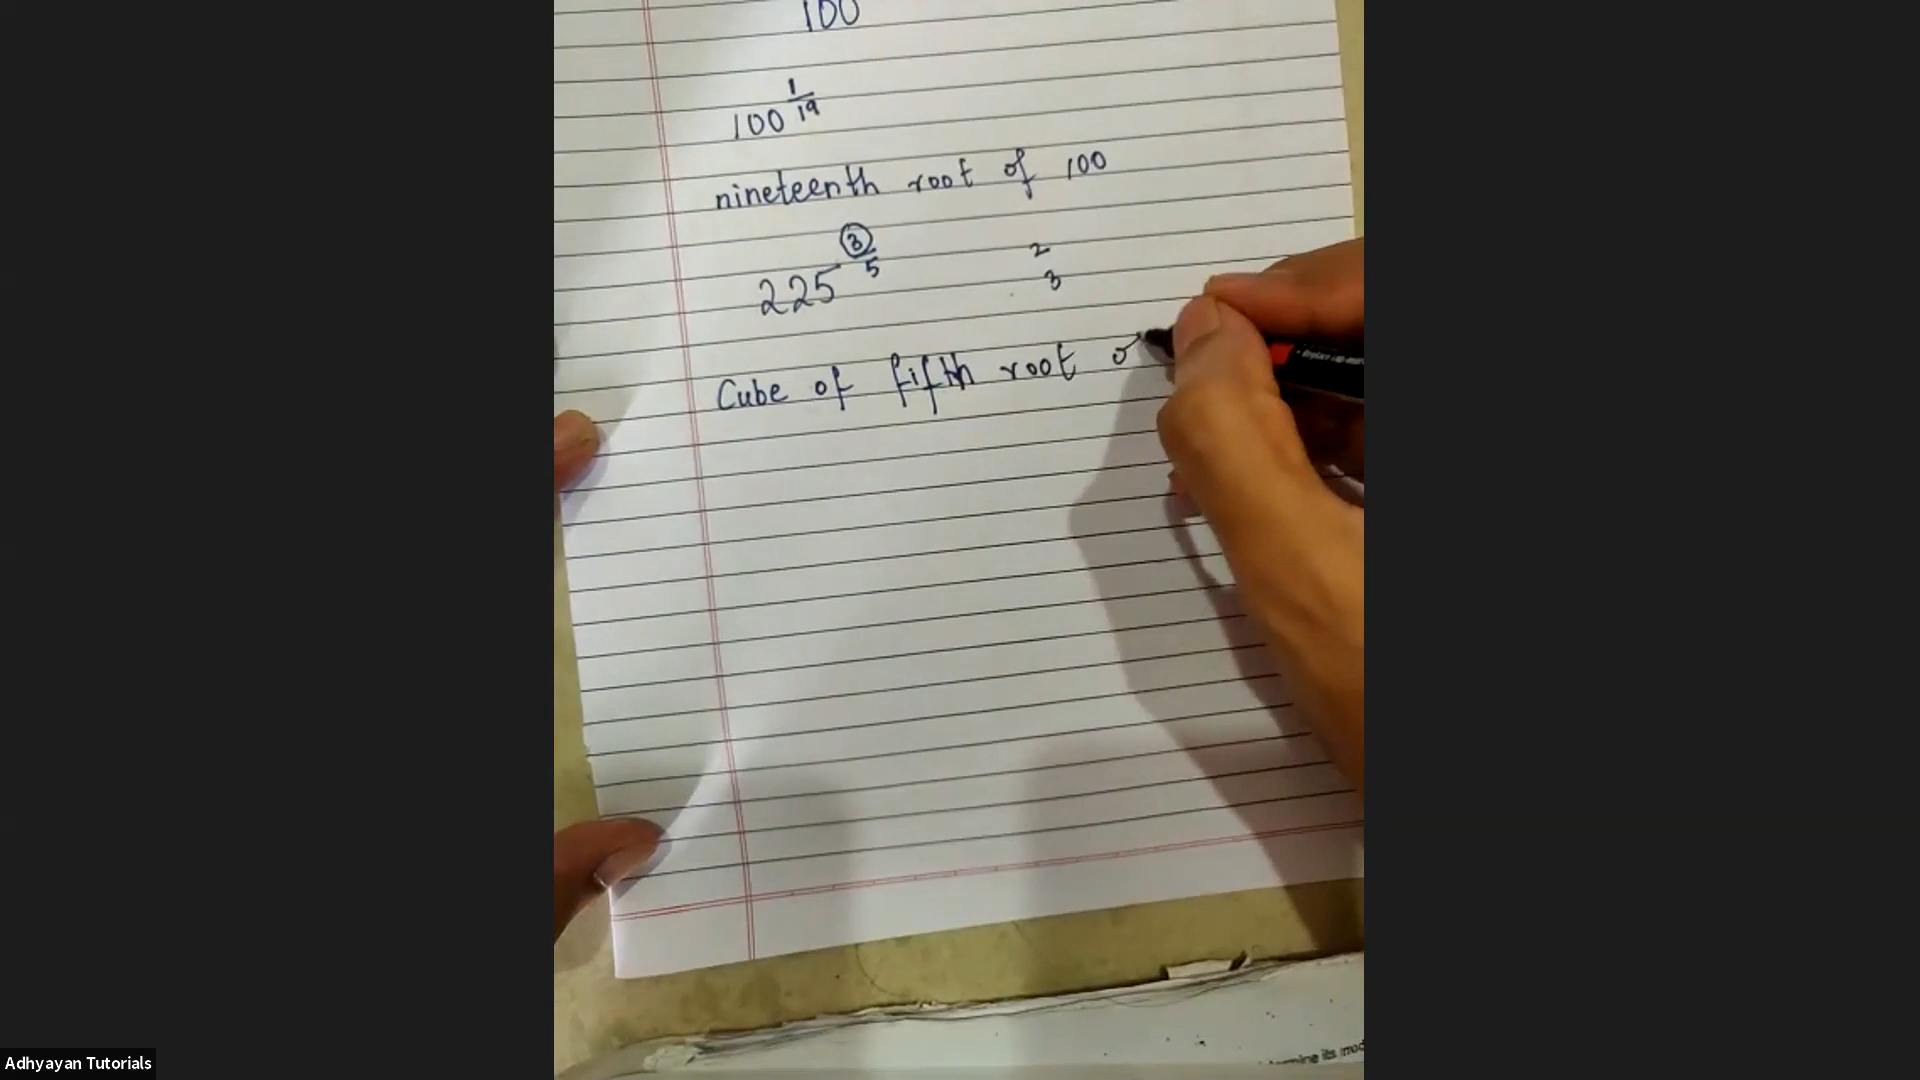 100
100^(1/19)
nineteenth root of 100
225^(3/5)
2
3
Cube of fifth root o
Adhyayan Tutorials